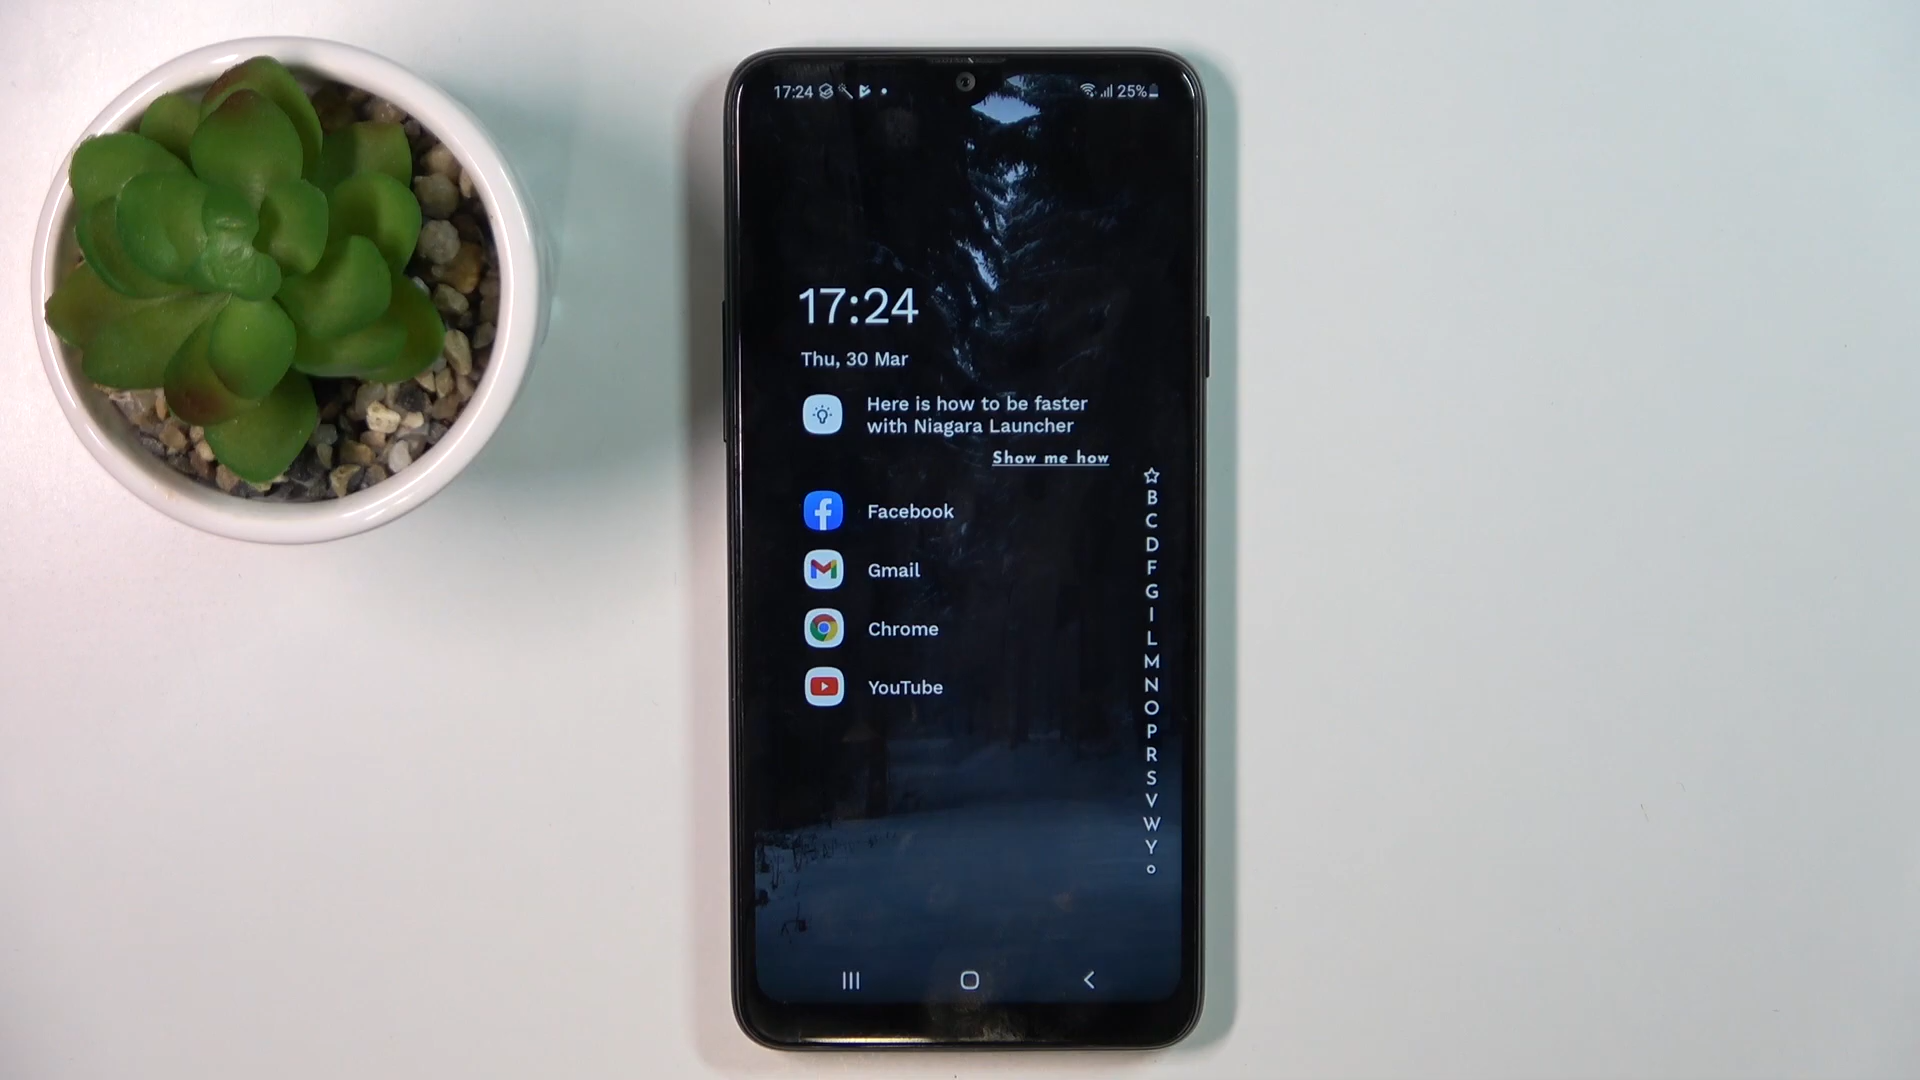 17:24
25%
17:24
Thu, 30 Mar
Here is how to be faster
with Niagara Launcher
Show me how
Facebook
Gmail
Chrome
YouTube
B
C
D
F
G
I
L
M
N
O
P
R
S
V
W
Y